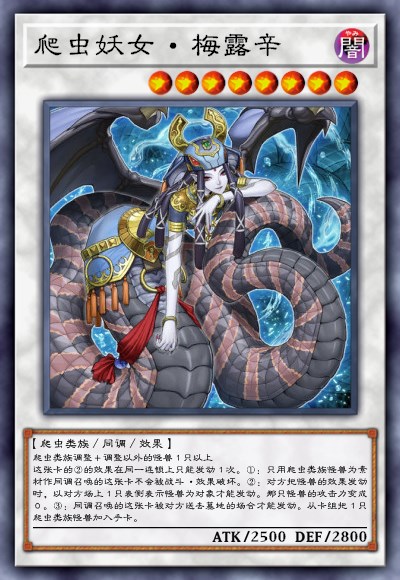 爬虫妖女・梅露辛
やみ
闇
【爬虫类族／同调／效果】
爬虫类族调整＋调整以外的怪兽1只以上
这张卡的②的效果在同一连锁上只能发动1次。①：只用爬虫类族怪兽为素
材作同调召唤的这张卡不会被战斗・效果破坏。②：对方把怪兽的效果发动
时，以对方场上1只表侧表示怪兽为对象才能发动。那只怪兽的攻击力变成
0。③：同调召唤的这张卡被对方送去墓地的场合才能发动。从卡组把1只
爬虫类族怪兽加入手卡。
ATK/2500 DEF/2800